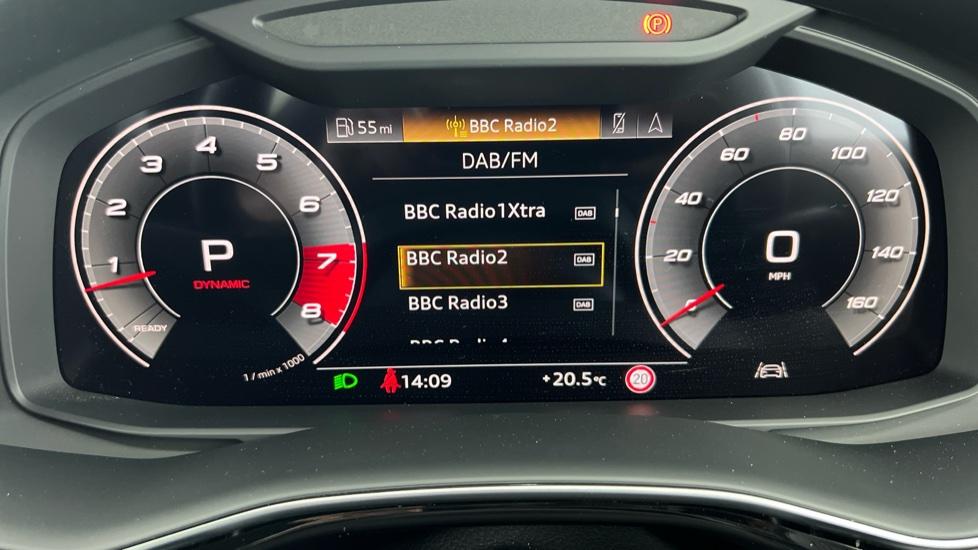 P
55 mi
BBC Radio2
DAB/FM
BBC Radio1Xtra DAB
BBC Radio2 DAB
BBC Radio3 DAB
1 2 3 4 5 6 7 8
READY
1/min x 1000
P
DYNAMIC
0 20 40 60 80 100 120 140 160
0
MPH
14:09
+20.5°C
20